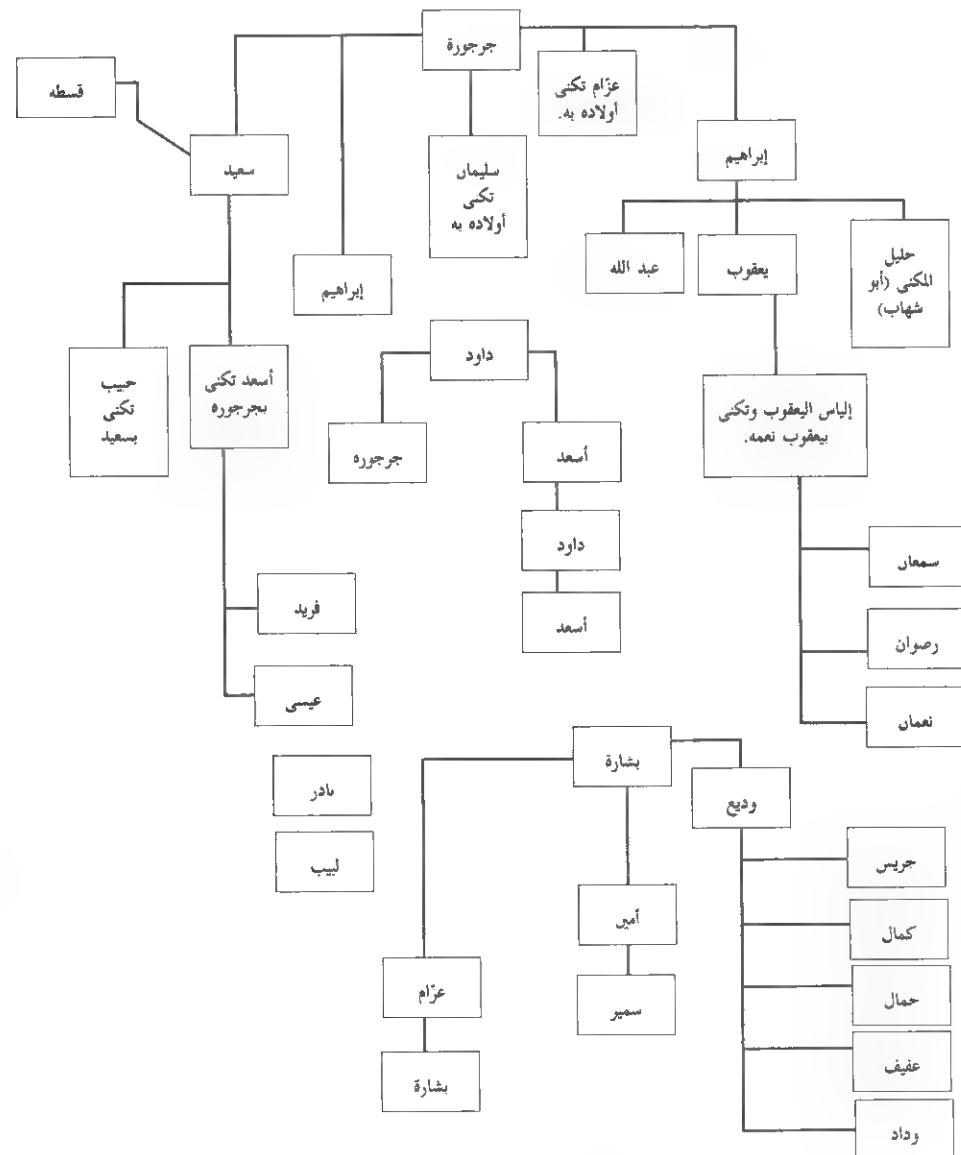 جرجورة
عزّام تكنى
أولاده به.
قسطه
إبراهيم
سعيد
سليمان
تكنى
أولاده به
خليل
المكنى (أبو
شهاب)
يعقوب
عبد الله
إبراهيم
داود
أسعد تكنى
بجرجوره
حبيب
تكنى
بسعيد
إلياس اليعقوب وتكنى
بيعقوب نعمه.
أسعد
جرجوره
داود
سمعان
أسعد
فريد
رضوان
عيسى
نعمان
بشارة
نادر
وديع
لبيب
جريس
أمين
كمال
عزّام
جمال
سمير
عفيف
بشارة
وداد